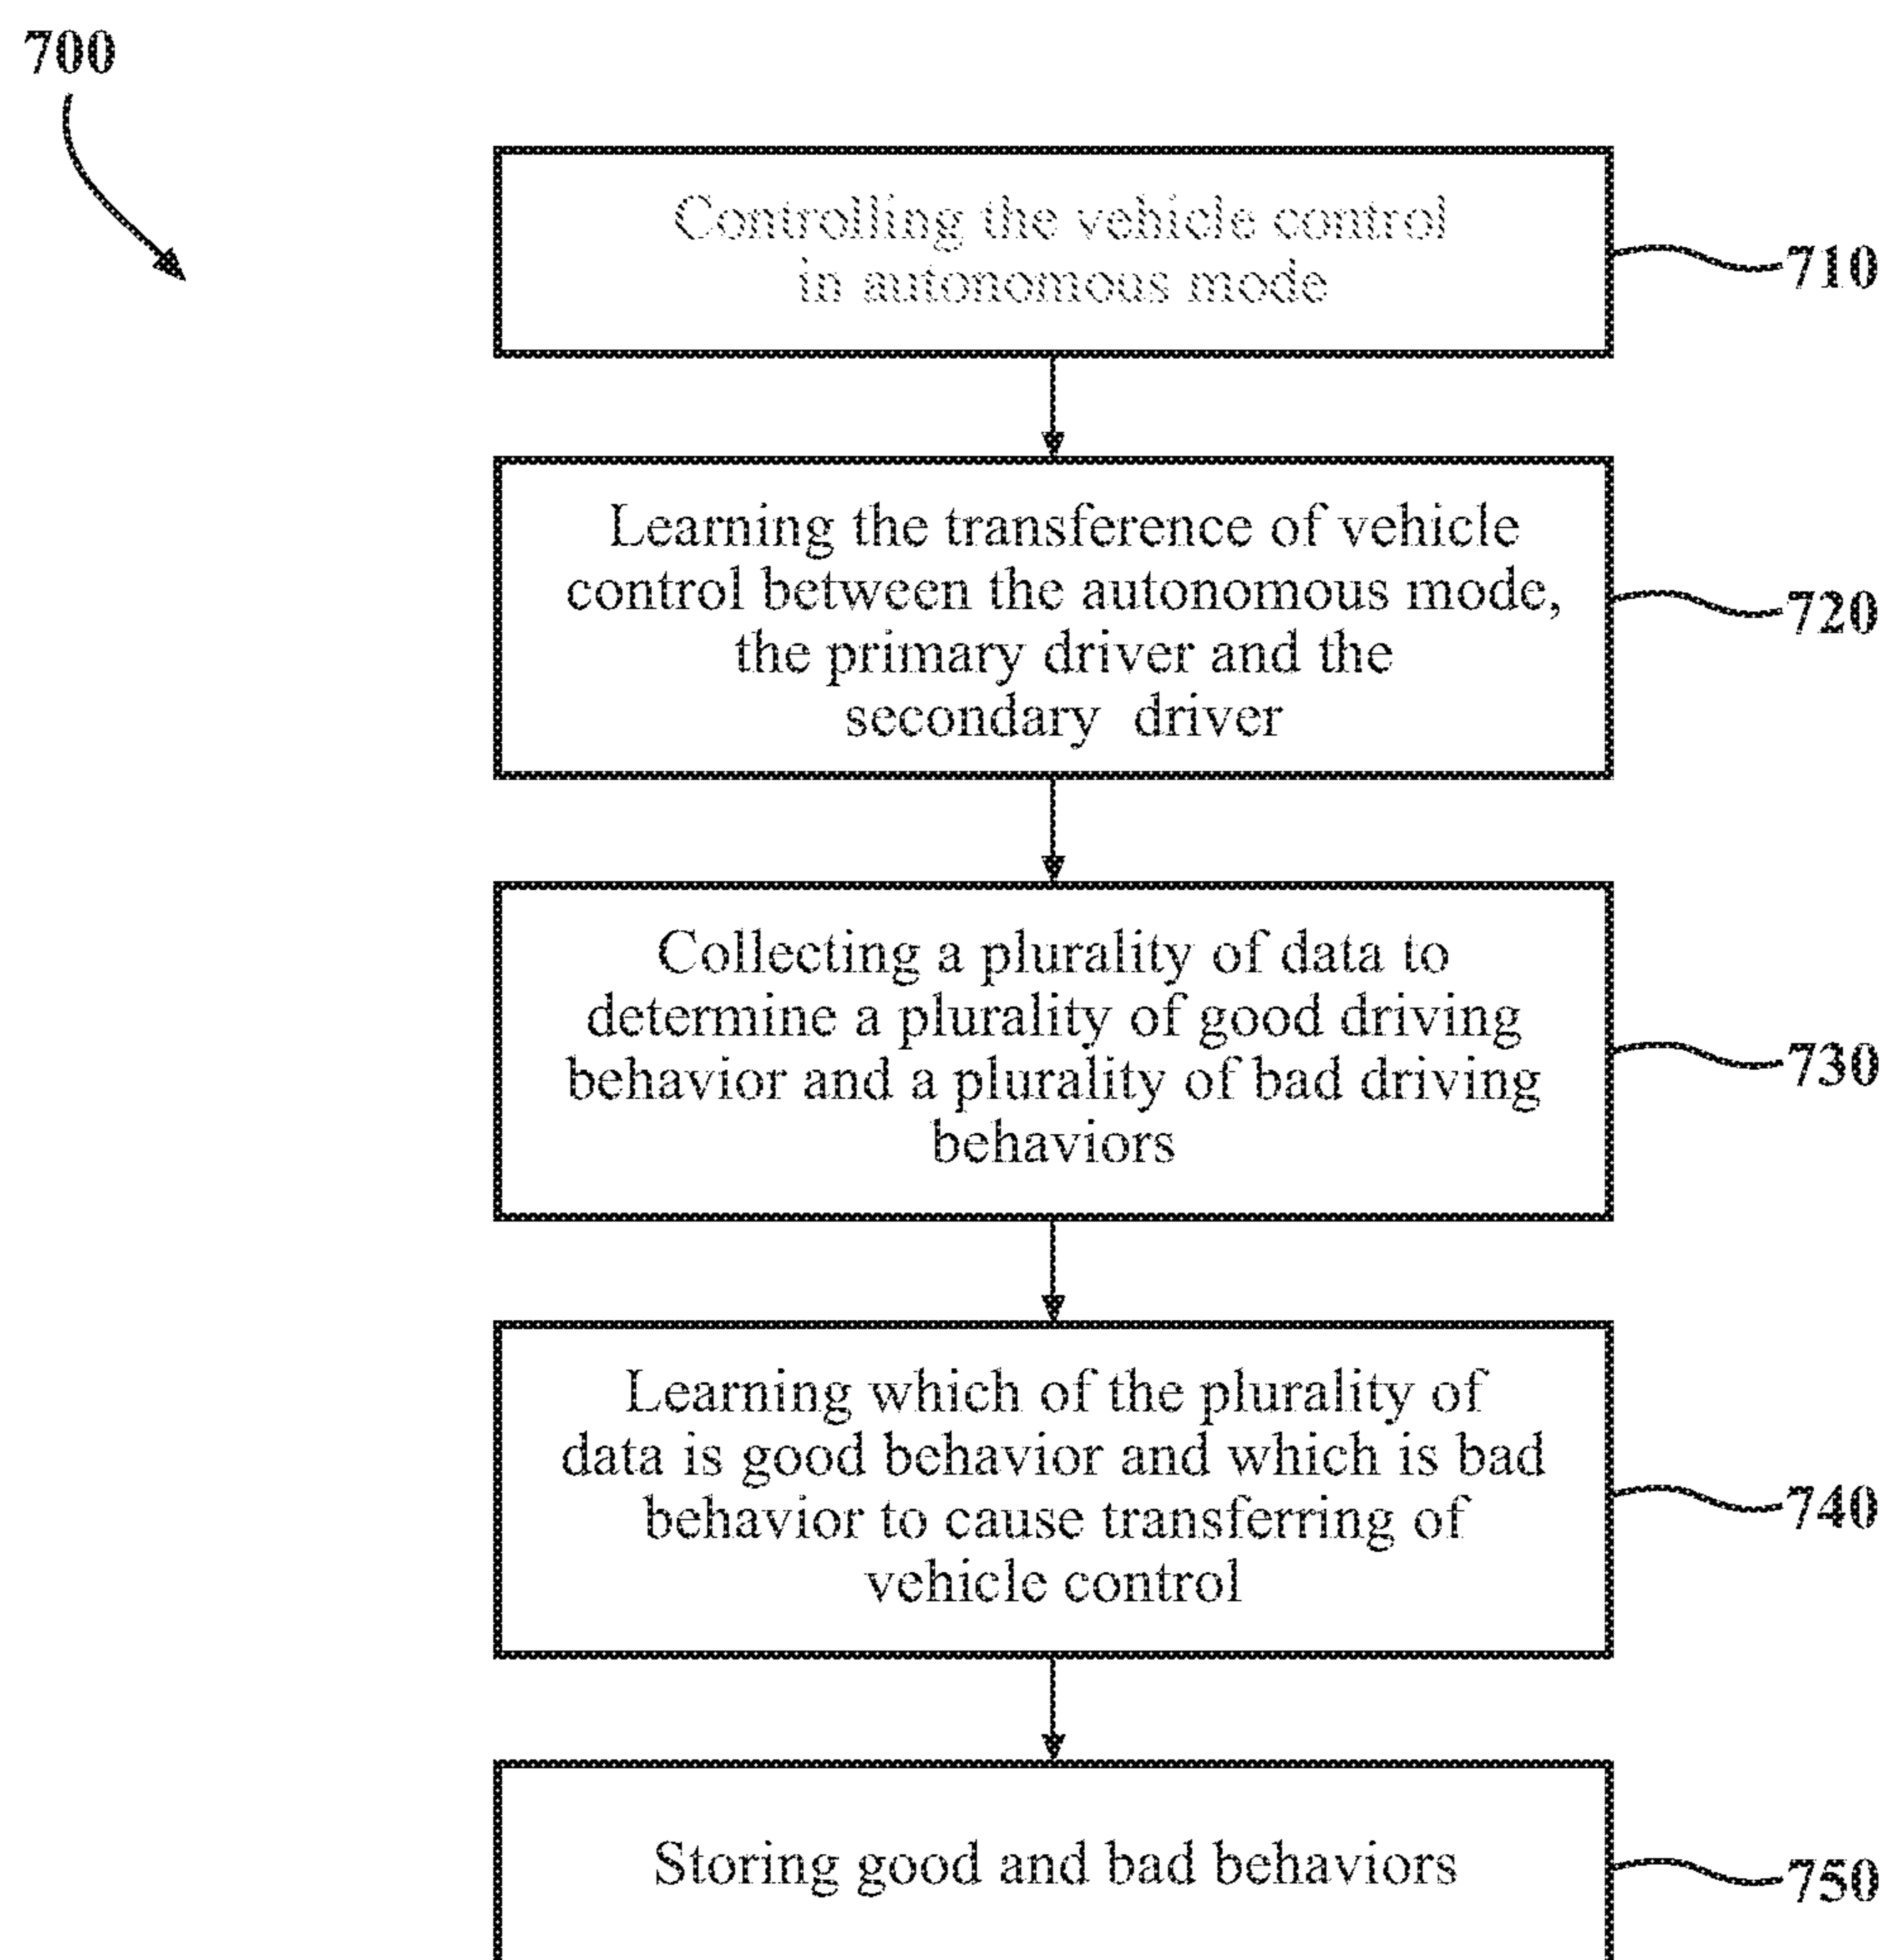 700
Controlling the vehicle control
in autonomous mode
710
Learning the transference of vehicle
control between the autonomous mode,
the primary driver and the
secondary driver
720
Collecting a plurality of data to
determine a plurality of good driving
behavior and a plurality of bad driving
behaviors
730
Learning which of the plurality of
data is good behavior and which is bad
behavior to cause transferring of
vehicle control
740
Storing good and bad behaviors
750